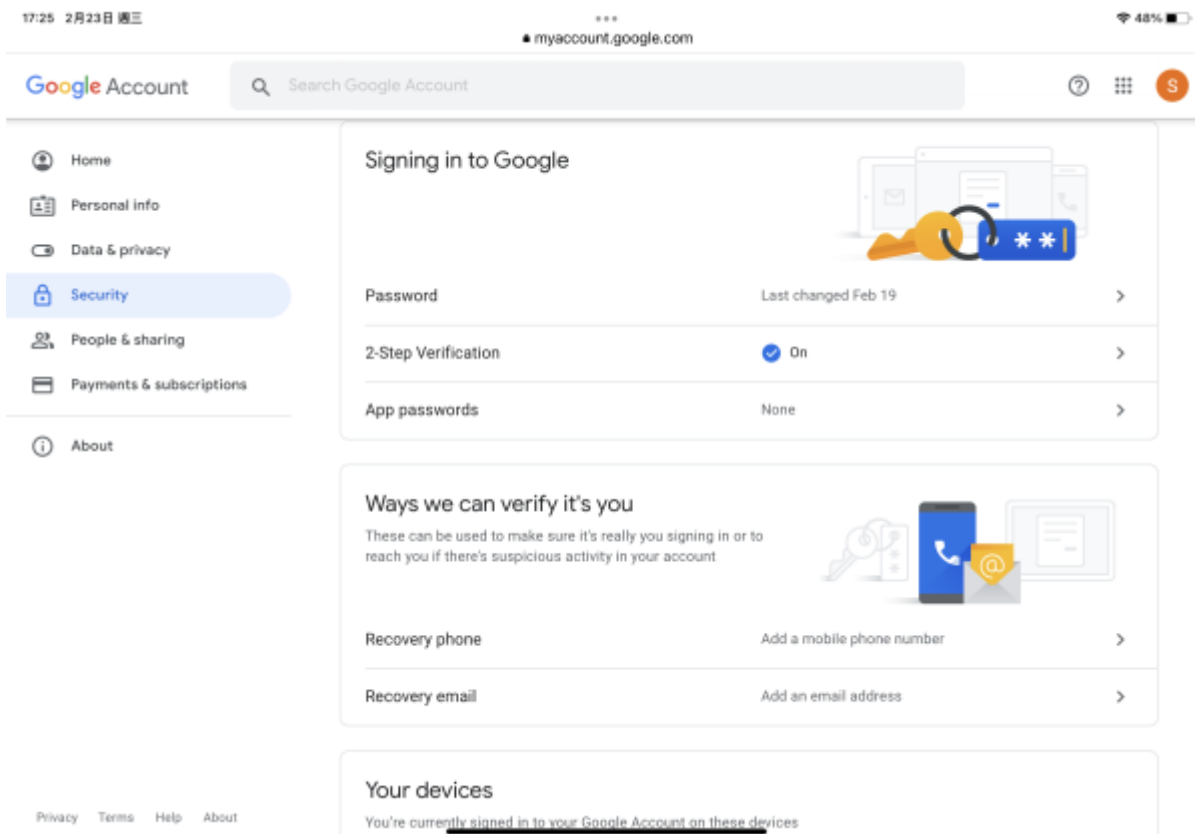 17:25 2月23日 週三
48%
myaccount.google.com
Google Account
Search Google Account
S
Home
Personal info
Data & privacy
Security
People & sharing
Payments & subscriptions
About
Signing in to Google
**
Password Last changed Feb 19
2-Step Verification On
App passwords None
Ways we can verify it's you
These can be used to make sure it's really you signing in or to
reach you if there's suspicious activity in your account
@
Recovery phone Add a mobile phone number
Recovery email Add an email address
Your devices
You're currently signed in to your Google Account on these devices
Privacy Terms Help About